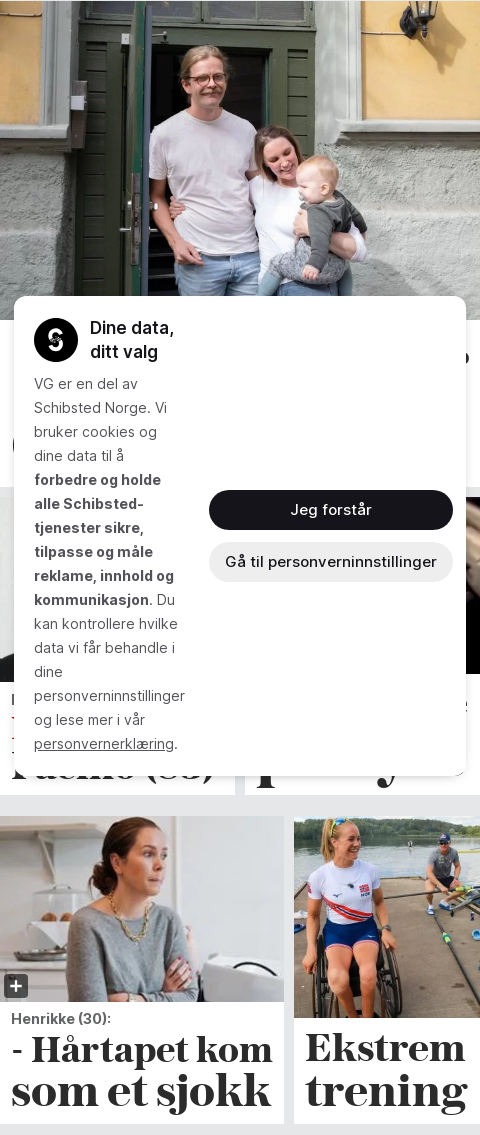 Dine data,
ditt valg
VG er en del av
Schibsted Norge. Vi
bruker cookies og
dine data til å
forbedre og holde
alle Schibsted-
tjenester sikre,
tilpasse og måle
reklame, innhold og
kommunikasjon. Du
kan kontrollere hvilke
data vi får behandle i
dine
personverninnstillinger
og lese mer i vår
personvernerklæring.
Jeg forstår
Gå til personverninnstillinger
Henrikke (30):
- Hårtapet kom
som et sjokk
Ekstrem
trening